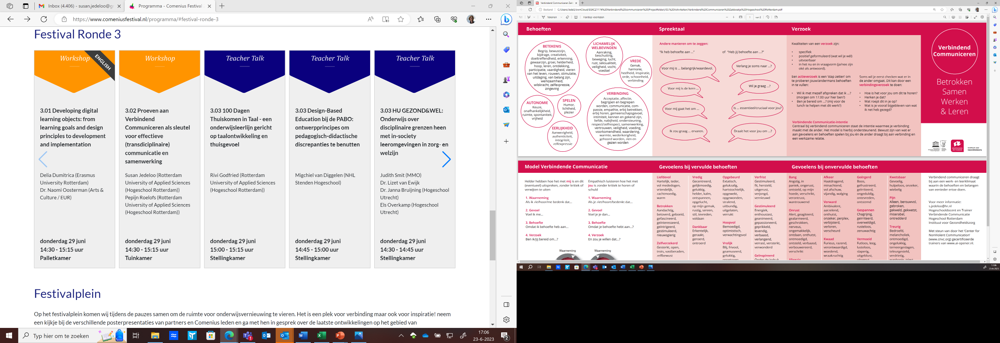 Inbox (4.406) - susan.jedeloo@g
Programma - Comenius Festival
https://www.comeniusfestival.nl/programma/#festival-ronde-3
Festival Ronde 3
Workshop
ENGLISH
3.01 Developing digital
learning objects: from
learning goals and design
principles to development
and implementation
Delia Dumitrica (Erasmus
University Rotterdam)
Dr. Naomi Oosterman (Arts &
Culture / EUR)
donderdag 29 juni
14:30 - 15:15 uur
Palletkamer
Workshop
3.02 Proeven aan
Verbindend
Communiceren als sleutel
voor effectieve
(transdiciplinaire)
communicatie en
samenwerking
Susan Jedeloo (Rotterdam
University of Applied Sciences
(Hogeschool Rotterdam))
Pepijn Roelofs (Rotterdam
University of Applied Sciences
(Hogeschool Rotterdam))
donderdag 29 juni
14:30 - 15:15 uur
Tuinkamer
Teacher Talk
3.03 100 Dagen
Thuiskomen in Taal - een
onderwijsleerlijn gericht
op taalontwikkeling en
thuisgevoel
Rivi Godfried (Rotterdam
University of Applied Sciences
(Hogeschool Rotterdam))
donderdag 29 juni
15:00 - 15:15 uur
Stellingkamer
Teacher Talk
3.03 Design-Based
Education bij de PABO:
ontwerpprincipes om
pedagogisch-didactische
discrepanties te benutten
Migchiel van Diggelen (NHL
Stenden Hogeschool)
donderdag 29 juni
14:45 - 15:00 uur
Stellingkamer
Teacher Talk
3.03 HU GEZOND&WEL:
Onderwijs over
disciplinaire grenzen heen
met in-society
leeromgevingen in zorg- en
welzijn
Judith Smit (MMO)
Dr. Lizet van Ewijk
Dr. Janna Bruijning (Hogeschool
Utrecht)
Els Overkamp (Hogeschool
Utrecht)
donderdag 29 juni
14:30 - 14:45 uur
Stellingkamer
Festivalplein
Op het festivalplein komen wij tijdens de pauzes samen om de ruimte voor onderwijsvernieuwing te vieren. Het is een plek voor verbinding maar ook voor inspiratie! neem
een kijkje bij de verschillende posterpresentaties van partners en Comenius leden en ga met hen in gesprek over de laatste ontwikkelingen op het gebied van
Typ hier om te zoeken
17:06
23-6-2023
2
Verbindend Communiceren Zak
Bestand
C:/Users/JedeS/ownCloud/EGKCZ1174%20Verbindend%20communiceren%20(Projectfolder)/03.%20Activiteiten/Verbindend%20Communiceren%20Zakboekje%20Hogeschool%20Rotterdam.pdf
Tekenen
Hardop voorlezen
1
van 2
Behoeften
BETEKENIS
Begrip, bewustzijn,
bijdrage, creativiteit,
doeltreffendheid, erkenning,
gewaarzijn, groei, helderheid,
hoop, leren, ontdekking,
participatie, vaardigheid, vieren
van het leven, rouwen, stimulatie,
uitdaging, van belang zijn,
werkzaamheid,
wilskracht, zelfexpressie,
zingeving
LICHAMELIJK
WELBEVINDEN
Aanraking,
beschutting,
beweging, lucht,
rust, seksualiteit,
veiligheid, vocht,
voedsel
VREDE
Gemak,
harmonie,
heelheid, inspiratie,
orde, schoonheid,
verbinding
AUTONOMIE
Keuze,
onafhankelijkheid,
ruimte, spontaniteit,
vrijheid
SPELEN
Humor,
lichtheid,
plezier
VERBINDING
Acceptatie, affectie,
begrijpen en begrepen
worden, communicatie, com-
passie, empathie, erbij betrekken,
erbij horen, gemeenschapsgevoel,
intimiteit, kennen en gekend zijn,
liefde, nabijheid, ondersteuning,
respect/zelfrespect, samenwerking,
vertrouwen, veiligheid, voeding,
voorkomendheid, waardering,
warmte, wederkerigheid,
gehoord worden, zien en
gezien worden
EERLIJKHEID
Aanwezigheid,
authenticiteit,
integriteit,
zelfexpressie
Spreektaal
Andere manieren om te zeggen:
"Ik heb behoefte aan ..."
of "Heb jij behoefte aan ...?"
Voor mij is ... belangrijk/waardevol.
Verlang je soms naar ...?
Voor mij is de kern ...
Wil je graag ...?
Voor mij gaat het om ...
Is ... essentieel/cruciaal voor jou?
Ik zou graag ... ervaren.
Draait het voor jou om ...?
Verzoek
Kwaliteiten van een verzoek zijn:
• specifiek
• positief geformuleerd (wat wil je wél)
• uitvoerbaar
• in het nu en in vraagvorm (ja/nee zijn
oké als antwoord).
Een actieverzoek is een 'stap zetten' om
te proberen jouw/andermans behoeften
in te vullen:
• Wil ik met mezelf afspreken dat ik ...?
(morgen om 17.00 uur hier ben?)
• Ben je bereid om ...? (mij voor de
lunch te helpen met dit werk?)
Soms wil je eerst checken wat er in
de ander omgaat. Dit kan door een
verbindingsverzoek te doen:
• Hoe is het voor jou om dit te horen?
• Herken je dat?
• Wat roept dit in je op?
• Wat is je vooral bijgebleven van wat
ik net heb gezegd?
Verbindende Communicatie-intentie
Centraal bij verbindend communiceren staat de intentie waarmee je verbinding
maakt met de ander. Het model is hierbij ondersteunend. Bewust zijn van wat er
aan gevoelens en behoeften spelen bij jou én de ander draagt bij aan verbinding en
een werkzame relatie.
Verbindend
Communiceren
Betrokken
Samen
Werken
& Leren
HOGESCHOOL
ROTTERDAM
Instituut voor
Gezondheidszorg
Model Verbindende Communicatie
Helder hebben hoe het met mij is en dit
(eventueel) uitspreken, zonder kritiek of
verwijten te uiten
1. Waarneming
Als ik zie/hoor/me bedenk dat...
2. Gevoel
Voel ik me...
3. Behoefte
Omdat ik behoefte heb aan...
4. Verzoek
Ben ik/jij bereid om...?
Waarneming
Empathisch luisteren hoe het met
jou is zonder kritiek te horen of
schuld
1. Waarneming
Als je ziet/hoort/bedenkt dat...
2. Gevoel
Voel je je dan...
3. Behoefte
Omdat je behoefte hebt aan...?
4. Verzoek
En zou je willen dat...?
Waarneming
Gevoelens bij vervulde behoeften
Liefdevol
Hartelijk, teder,
vol mededogen,
vriendelijk,
zachtmoedig,
warm
Betrokken
Aandachtig,
betoverd, geboeid,
gefascineerd,
geïnteresseerd,
geïntrigeerd,
gestimuleerd,
nieuwsgierig
Zelfverzekerd
Gesterkt, open,
trots, vastberaden,
zelfbewust
Vredig
Gecentreerd,
gelijkmoedig,
gelukkig,
helder, kalm,
ontspannen,
opgelucht,
op mijn gemak,
rustig, sereen,
stil, tevreden,
voldaan
Dankbaar
Erkentelijk,
geraakt,
geroerd,
ontroerd
Opgebeurd
Extatisch,
gelukzalig,
hartstochtelijk,
opgewekt,
opgewonden,
stralend,
uitbundig,
uitgelaten,
verrukt
Hoopvol
Bemoedigd,
optimistisch,
verwachtingsvol
Vrolijk
Blij, frivool,
geamuseerd,
gelukkig,
Verfrist
Gestimuleerd,
fit, hersteld,
uitgerust,
verjongd,
vernieuwd
Gestimuleerd
Energiek,
enthousiast,
geanimeerd,
gepassioneerd,
geprikkeld,
levendig,
verbaasd,
verlangend,
verrast, versterkt,
verwonderd
Geïnspireerd
Gevoelens bij onvervulde behoeften
Bang
Angstig, in
paniek, ongerust,
ontsteld, op mijn
hoede, verschrikt,
verontrust,
wantrouwend
Onrust
Alert, geagiteerd,
gealarmeerd,
geschrokken,
nerveus,
ongemakkelijk,
ontdaan, onthutst,
ontmoedigd,
ontsteld, verbaasd,
verbouwereerd,
verschrikt
Afkeer
Haatdragend,
minachtend,
vol afschuw,
vijandig, walging
Verward
Ambivalent,
aarzelend,
onthutst,
onzeker, perplex,
verbijsterd,
verloren,
verscheurd
Kwaad
Furieus, razend,
verontwaardigd,
woedend,
wraakzuchtig
Geërgerd
Boos,
gefrustreerd,
geïrriteerd,
ongeduldig,
ontevreden,
ontstemd
Gespannen
Chagrijnig,
geïrriteerd,
overweldigd,
rusteloos,
zenuwachtig
Vermoeid
Futloos, leeg,
lusteloos,
slaperig,
uitgeblust,
Kwetsbaar
Gevoelig,
hulpeloos, onzeker,
wiebelig
Pijn
Alleen, berouwvol,
gebroken,
gekweld, gekwetst,
miserabel,
ontredderd
Treurig
Bedroefd,
melancholiek,
ontmoedigd,
ongelukkig,
terneergeslagen,
teleurgesteld,
verdrietig,
Verbindend communiceren draagt
bij aan een werk- en leerklimaat
waarin de behoeften en belangen
van eenieder ertoe doen.
Voor meer informatie:
s.jedeloo@hr.nl
Hogeschooldocent en Trainer
Verbindende Communicatie
Hogeschool Rotterdam
Instituut voor Gezondheidszorg
Met steun van door het 'Center for
NonViolent Communication'
(www.cnvc.org) gecertificeerde
trainers van www.ai-opener.nl.
17:06
23-6-2023